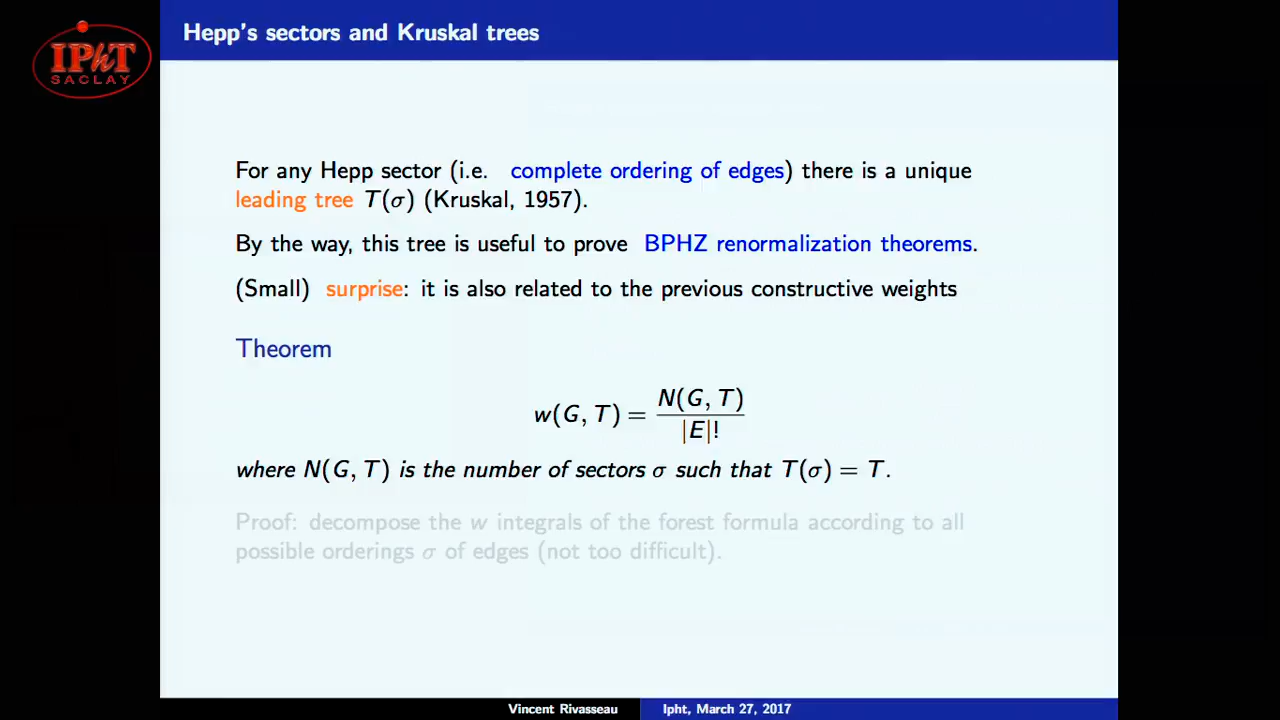 Hepp's sectors and Kruskal trees
IPhT
SACLAY
For any Hepp sector (i.e. complete ordering of edges) there is a unique
leading tree T(σ) (Kruskal, 1957).
By the way, this tree is useful to prove BPHZ renormalization theorems.
(Small) surprise: it is also related to the previous constructive weights
Theorem
w(G, T) = N(G, T) / |E|!
where N(G, T) is the number of sectors σ such that T(σ) = T.
Proof: decompose the w integrals of the forest formula according to all
possible orderings σ of edges (not too difficult).
Vincent Rivasseau
Ipht, March 27, 2017